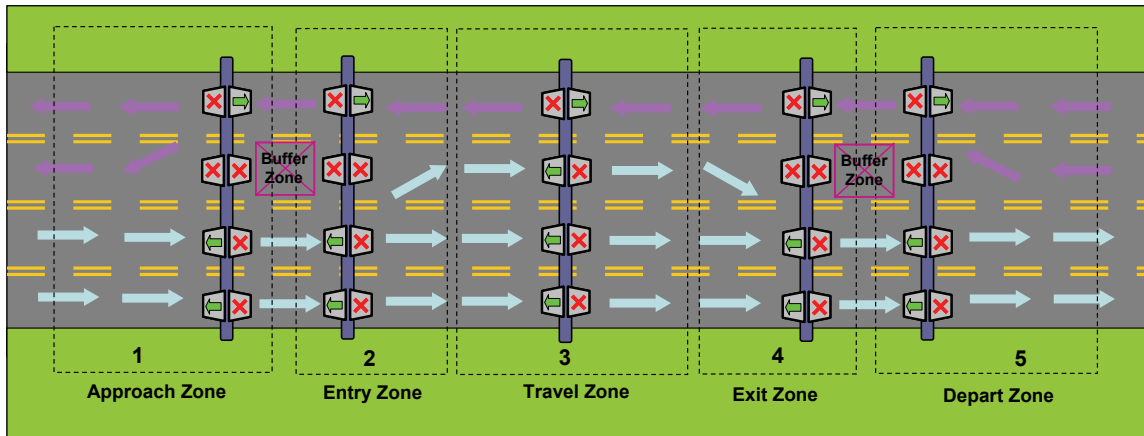 Buffer
Zone
Buffer
Zone
1
2
3
4
5
Approach Zone
Entry Zone
Travel Zone
Exit Zone
Depart Zone